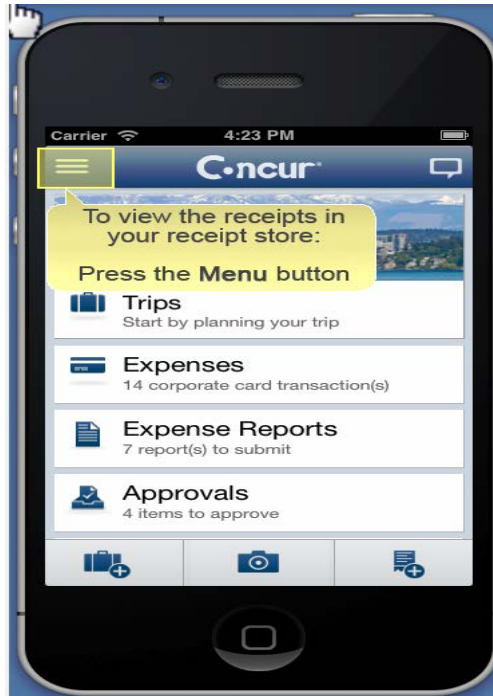 Carrier 4:23 PM
C•ncur
To view the receipts in
your receipt store:
Press the Menu button
Trips
Start by planning your trip
Expenses
14 corporate card transaction(s)
Expense Reports
7 report(s) to submit
Approvals
4 items to approve